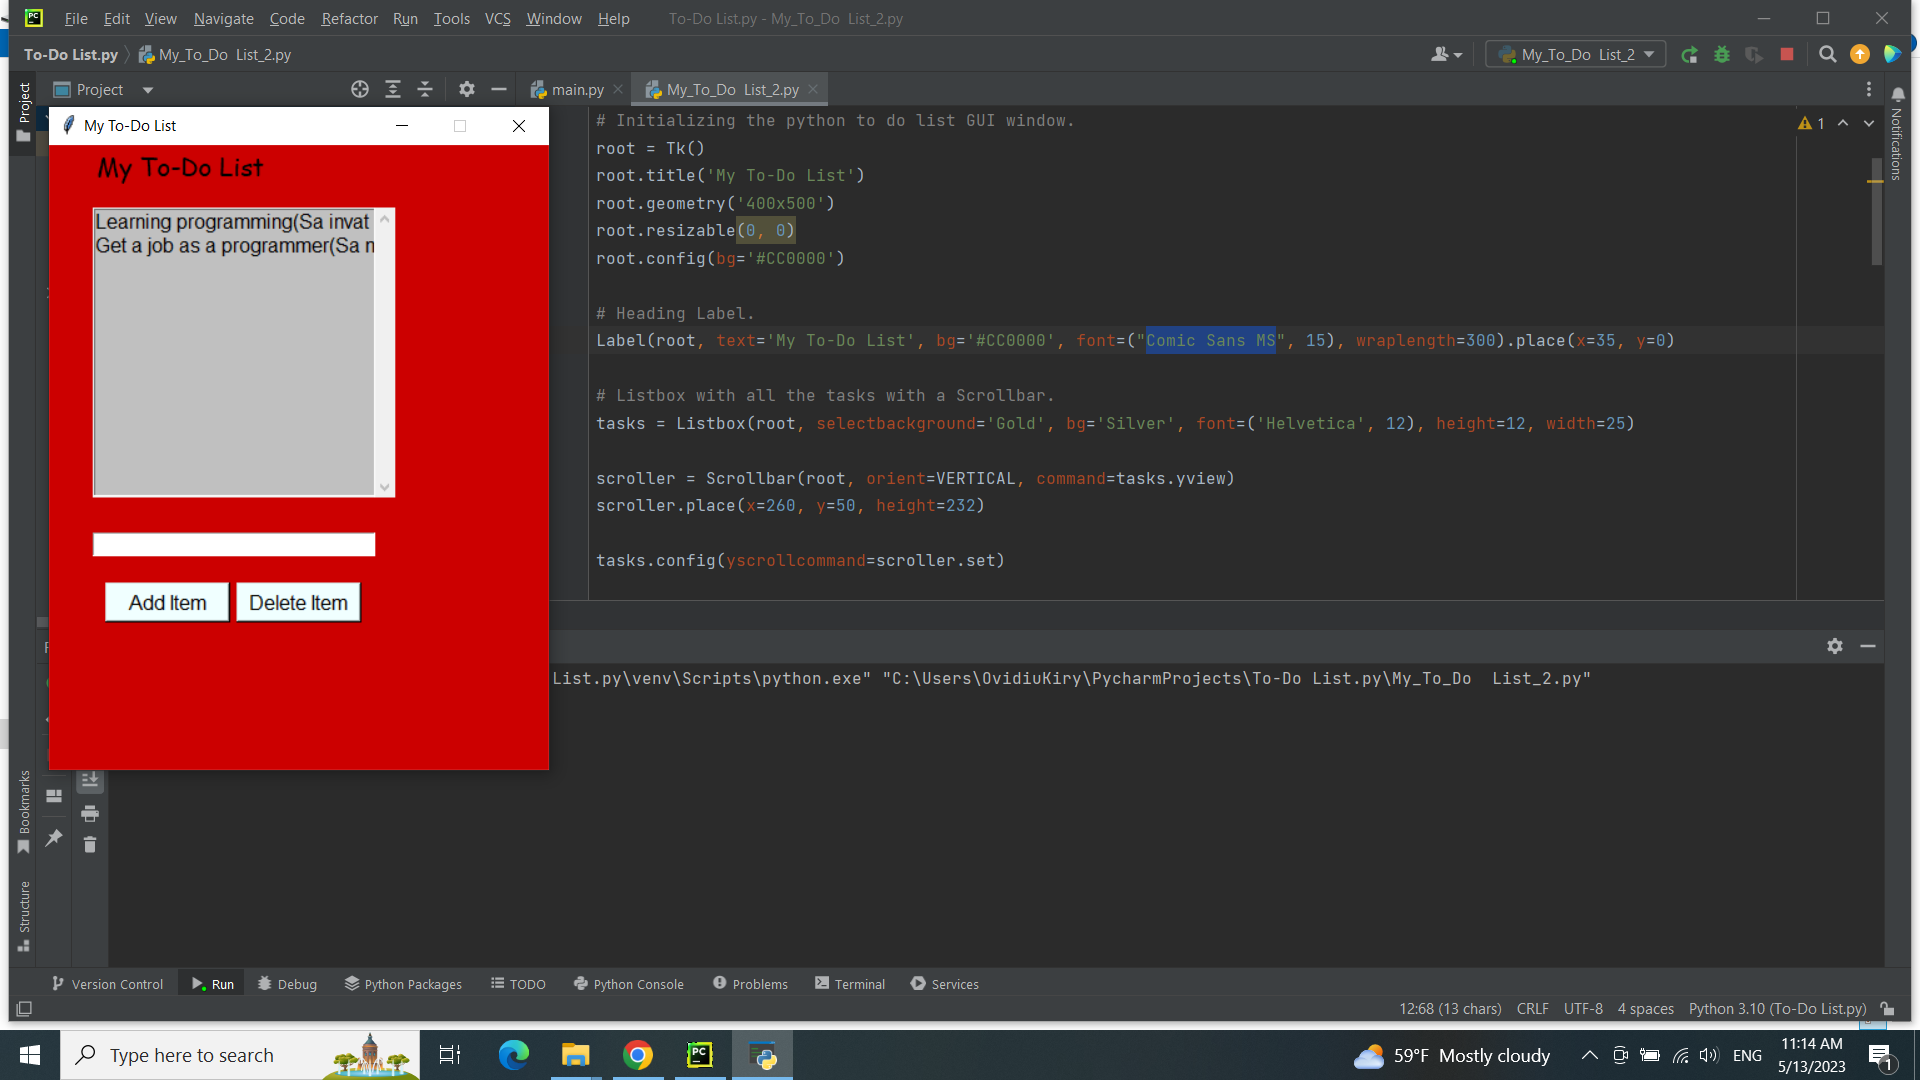 File Edit View Navigate Code Refactor Run Tools VCS Window Help To-Do List.py - My_To_Do  List_2.py
To-Do List.py My_To_Do  List_2.py My_To_Do  List_2
Project Project main.py My_To_Do  List_2.py
My To-Do List
My To-Do List
Learning programming(Sa invat
Get a job as a programmer(Sa
Add Item Delete Item
# Initializing the python to do list GUI window.
1
root = Tk()
root.title('My To-Do List')
root.geometry('400x500')
root.resizable(0, 0)
root.config(bg='#CC0000')
# Heading Label.
Label(root, text='My To-Do List', bg='#CC0000', font=("Comic Sans MS", 15), wraplength=300).place(x=35, y=0)
# Listbox with all the tasks with a Scrollbar.
tasks = Listbox(root, selectbackground='Gold', bg='Silver', font=('Helvetica', 12), height=12, width=25)
scroller = Scrollbar(root, orient=VERTICAL, command=tasks.yview)
scroller.place(x=260, y=50, height=232)
tasks.config(yscrollcommand=scroller.set)
Notifications
List.py\venv\Scripts\python.exe" "C:\Users\OvidiuKiry\PycharmProjects\To-Do List.py\My_To_Do  List_2.py"
Bookmarks
Structure
Version Control Run Debug Python Packages TODO Python Console Problems Terminal Services
12:68 (13 chars) CRLF UTF-8 4 spaces Python 3.10 (To-Do List.py)
Type here to search PC 59°F Mostly cloudy ENG 11:14 AM
5/13/2023 1